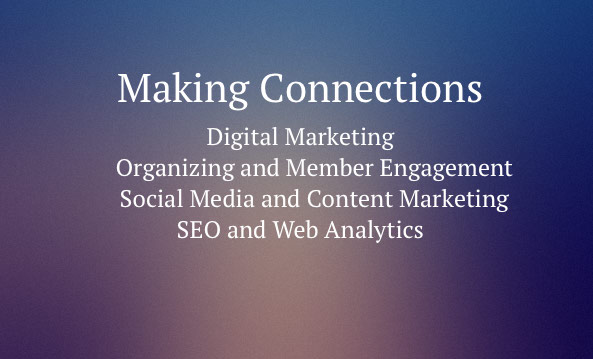 Making Connections
Digital Marketing
Organizing and Member Engagement
Social Media and Content Marketing
SEO and Web Analytics